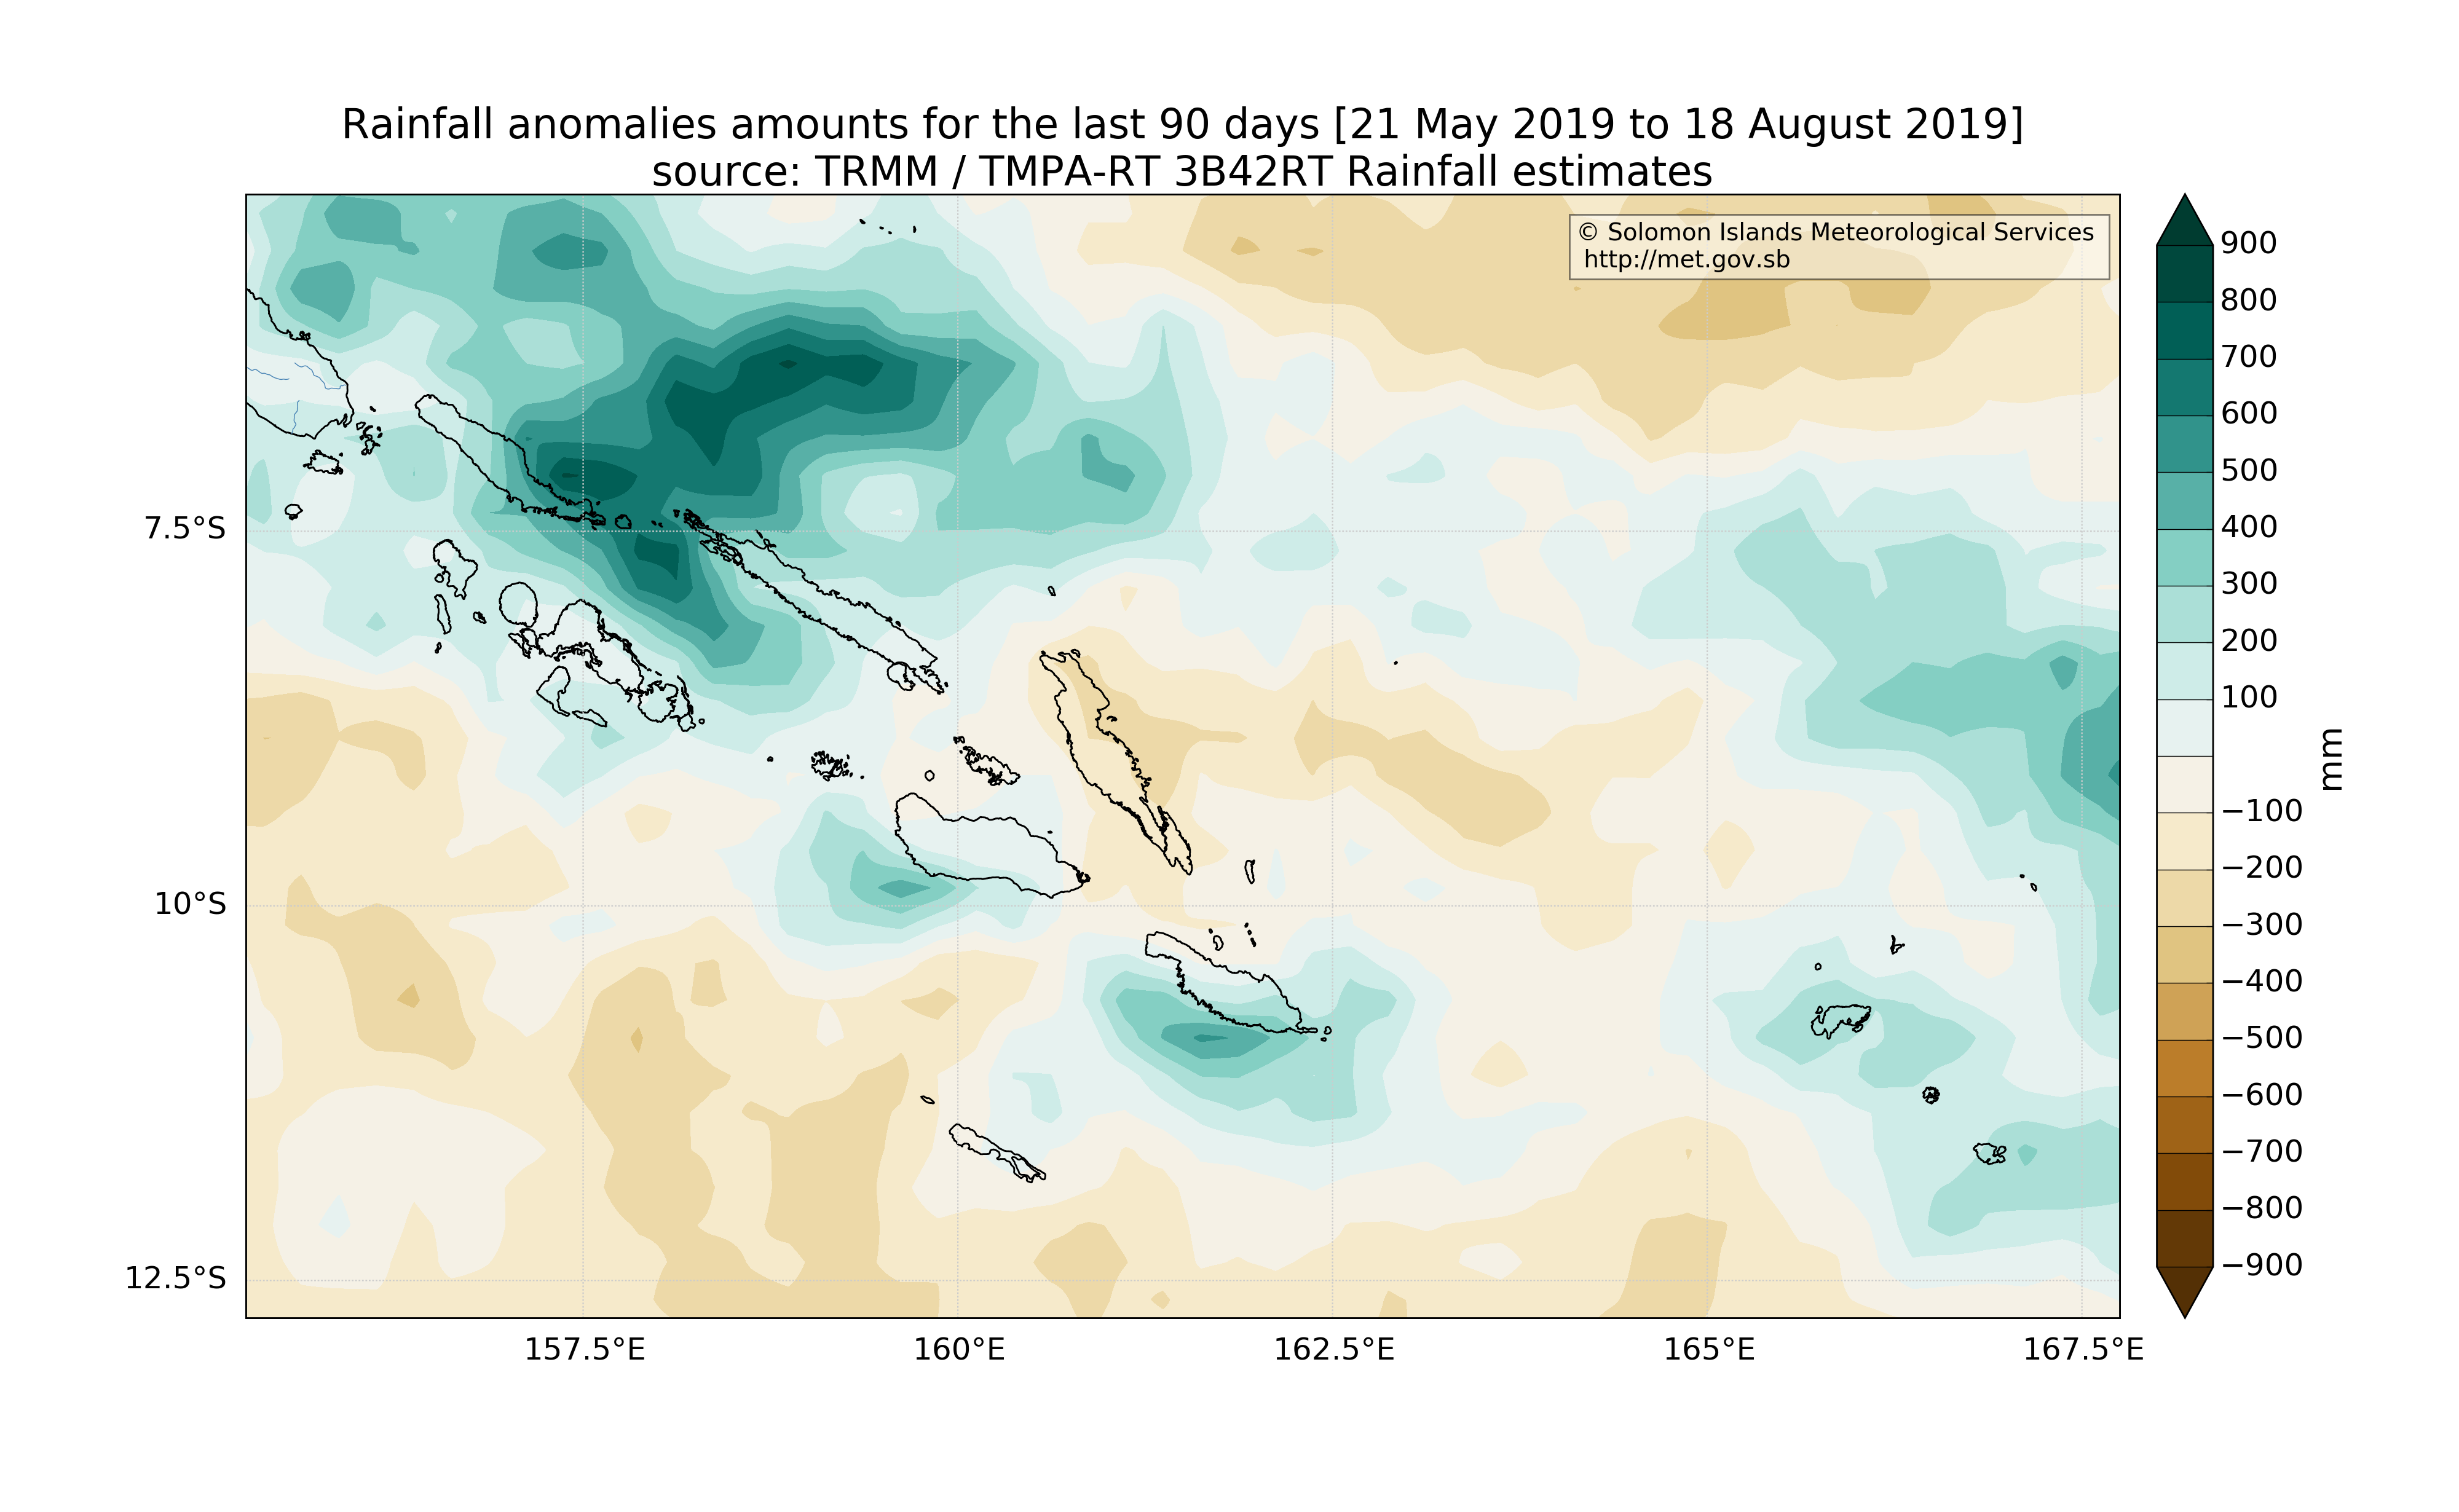 Rainfall anomalies amounts for the last 90 days [21 May 2019 to 18 August 2019]
source: TRMM / TMPA-RT 3B42RT Rainfall estimates
© Solomon Islands Meteorological Services
http://met.gov.sb
900
800
700
600
500
400
300
200
100
−100
−200
−300
−400
−500
−600
−700
−800
−900
mm
7.5°S
10°S
12.5°S
157.5°E
160°E
162.5°E
165°E
167.5°E